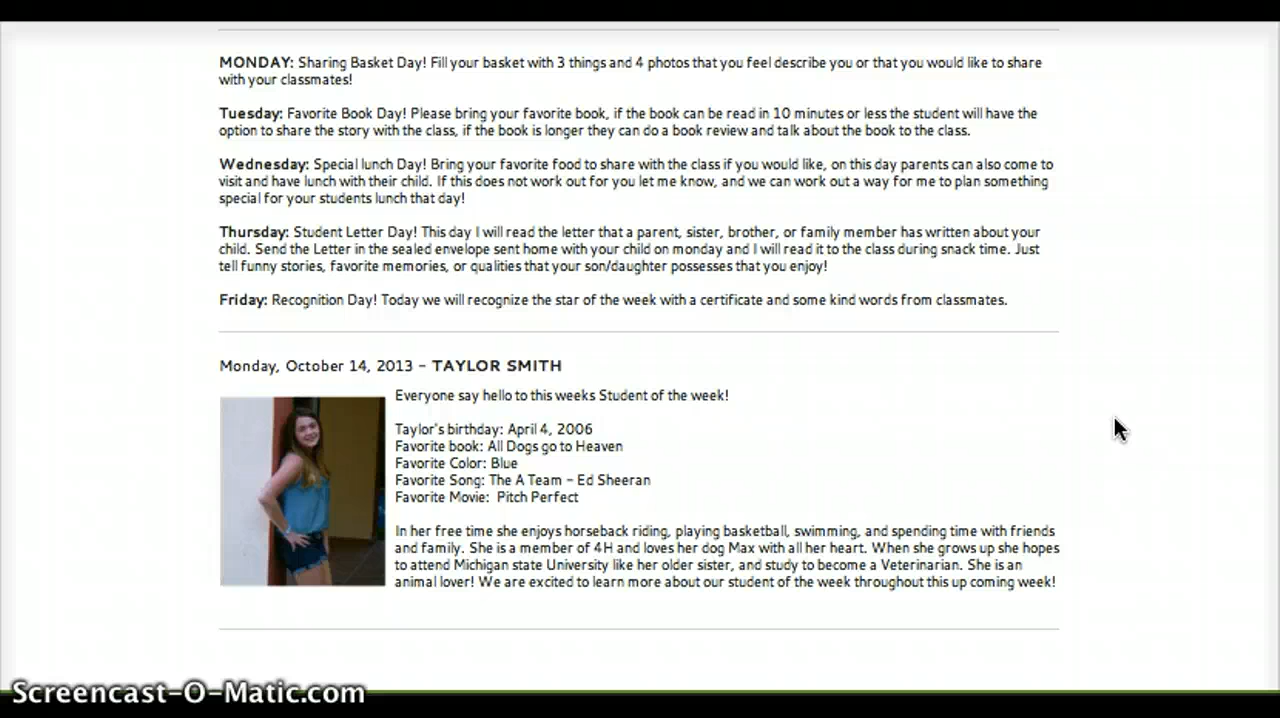 MONDAY: Sharing Basket Day! Fill your basket with 3 things and 4 photos that you feel describe you or that you would like to share
with your classmates!
Tuesday: Favorite Book Day! Please bring your favorite book, if the book can be read in 10 minutes or less the student will have the
option to share the story with the class, if the book is longer they can do a book review and talk about the book to the class.
Wednesday: Special lunch Day! Bring your favorite food to share with the class if you would like, on this day parents can also come to
visit and have lunch with their child. If this does not work out for you let me know, and we can work out a way for me to plan something
special for your students lunch that day!
Thursday: Student Letter Day! This day I will read the letter that a parent, sister, brother, or family member has written about your
child. Send the Letter in the sealed envelope sent home with your child on monday and I will read it to the class during snack time. Just
tell funny stories, favorite memories, or qualities that your son/daughter possesses that you enjoy!
Friday: Recognition Day! Today we will recognize the star of the week with a certificate and some kind words from classmates.
Monday, October 14, 2013 - TAYLOR SMITH
Everyone say hello to this weeks Student of the week!
Taylor's birthday: April 4, 2006
Favorite book: All Dogs go to Heaven
Favorite Color: Blue
Favorite Song: The A Team - Ed Sheeran
Favorite Movie: Pitch Perfect
In her free time she enjoys horseback riding, playing basketball, swimming, and spending time with friends
and family. She is a member of 4H and loves her dog Max with all her heart. When she grows up she hopes
to attend Michigan state University like her older sister, and study to become a Veterinarian. She is an
animal lover! We are excited to learn more about our student of the week throughout this up coming week!
Screencast-O-Matic.com